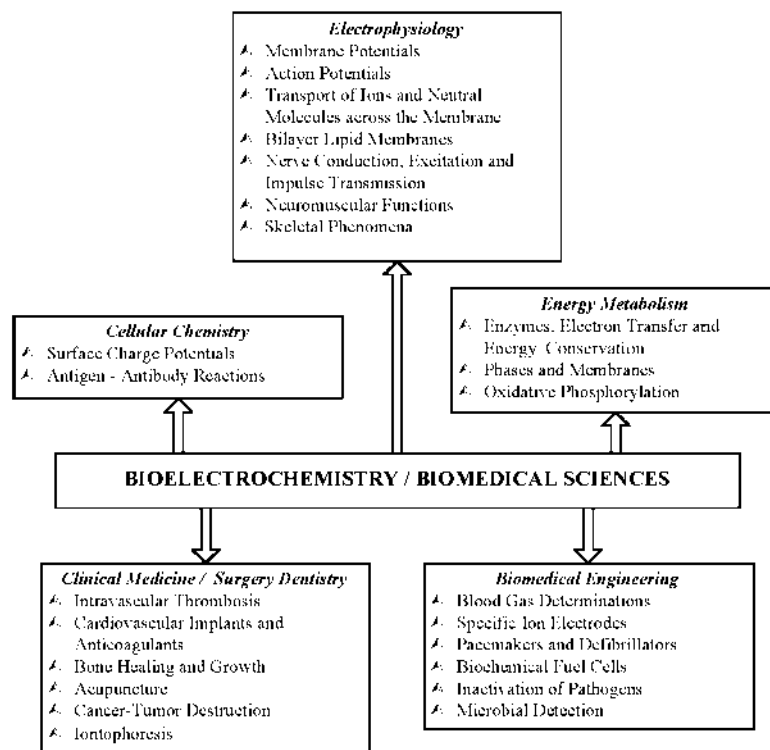 Electrophysiology
Membrane Potentials
Action Potentials
Transport of Ions and Neutral
Molecules across the Membrane
Bilayer Lipid Membranes
Nerve Conduction, Excitation and
Impulse Transmission
Neuromuscular Functions
Skeletal Phenomena
Cellular Chemistry
Surface Charge Potentials
Antigen - Antibody Reactions
Energy Metabolism
Enzymes, Electron Transfer and
Energy Conservation
Phases and Membranes
Oxidative Phosphorylation
BIOELECTROCHEMISTRY / BIOMEDICAL SCIENCES
Clinical Medicine / Surgery Dentistry
Intravascular Thrombosis
Cardiovascular Implants and
Anticoagulants
Bone Healing and Growth
Acupuncture
Cancer-Tumor Destruction
Iontophoresis
Biomedical Engineering
Blood Gas Determinations
Specific Ion Electrodes
Pacemakers and Defibrillators
Biochemical Fuel Cells
Inactivation of Pathogens
Microbial Detection